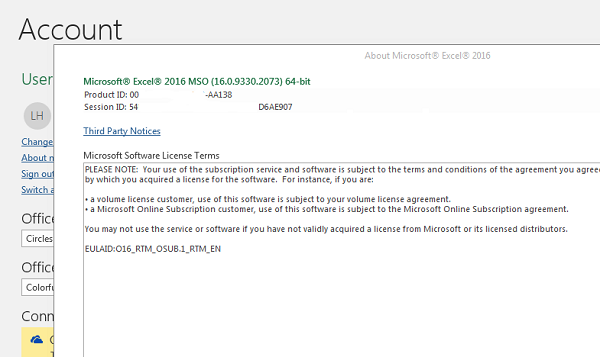 Account
About Microsoft® Excel® 2016
User
LH
Change
About m
Sign out
Switch a
Office
Circles
Office
Colorfu
Conn
Microsoft® Excel® 2016 MSO (16.0.9330.2073) 64-bit
Product ID: 00 -AA138
Session ID: 54 D6AE907
Third Party Notices
Microsoft Software License Terms
PLEASE NOTE:  Your use of the subscription service and software is subject to the terms and conditions of the agreement you agree
by which you acquired a license for the software.  For instance, if you are:
• a volume license customer, use of this software is subject to your volume license agreement.
• a Microsoft Online Subscription customer, use of this software is subject to the Microsoft Online Subscription agreement.
You may not use the service or software if you have not validly acquired a license from Microsoft or its licensed distributors.
EULAID:O16_RTM_OSUB.1_RTM_EN